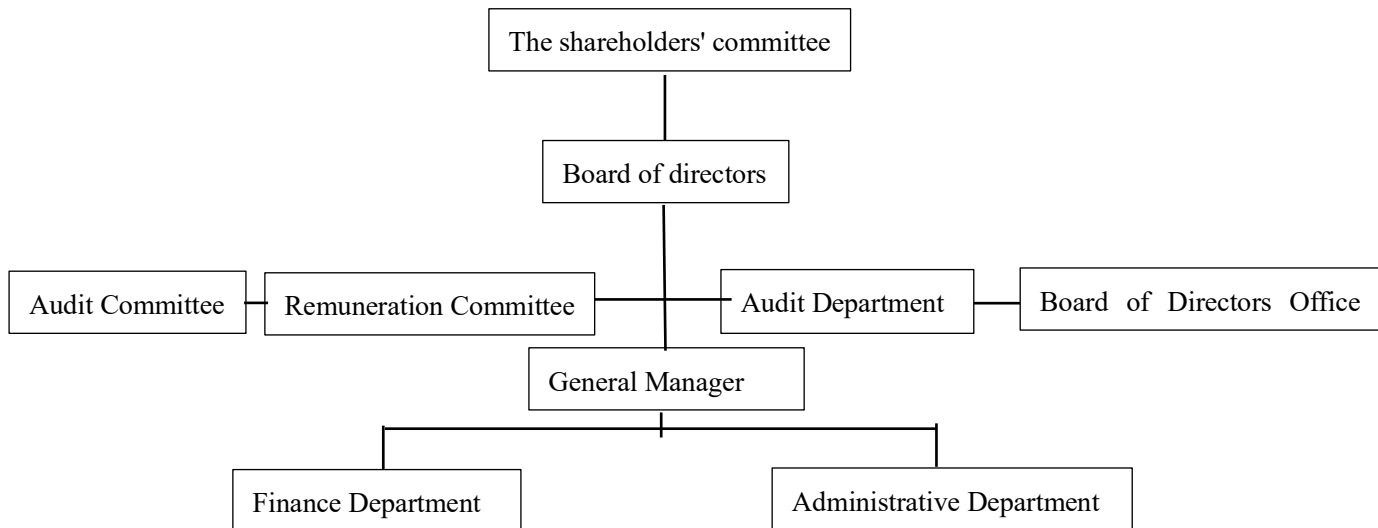 The shareholders' committee
Board of directors
Audit Committee
Remuneration Committee
Audit Department
Board of Directors Office
General Manager
Finance Department
Administrative Department